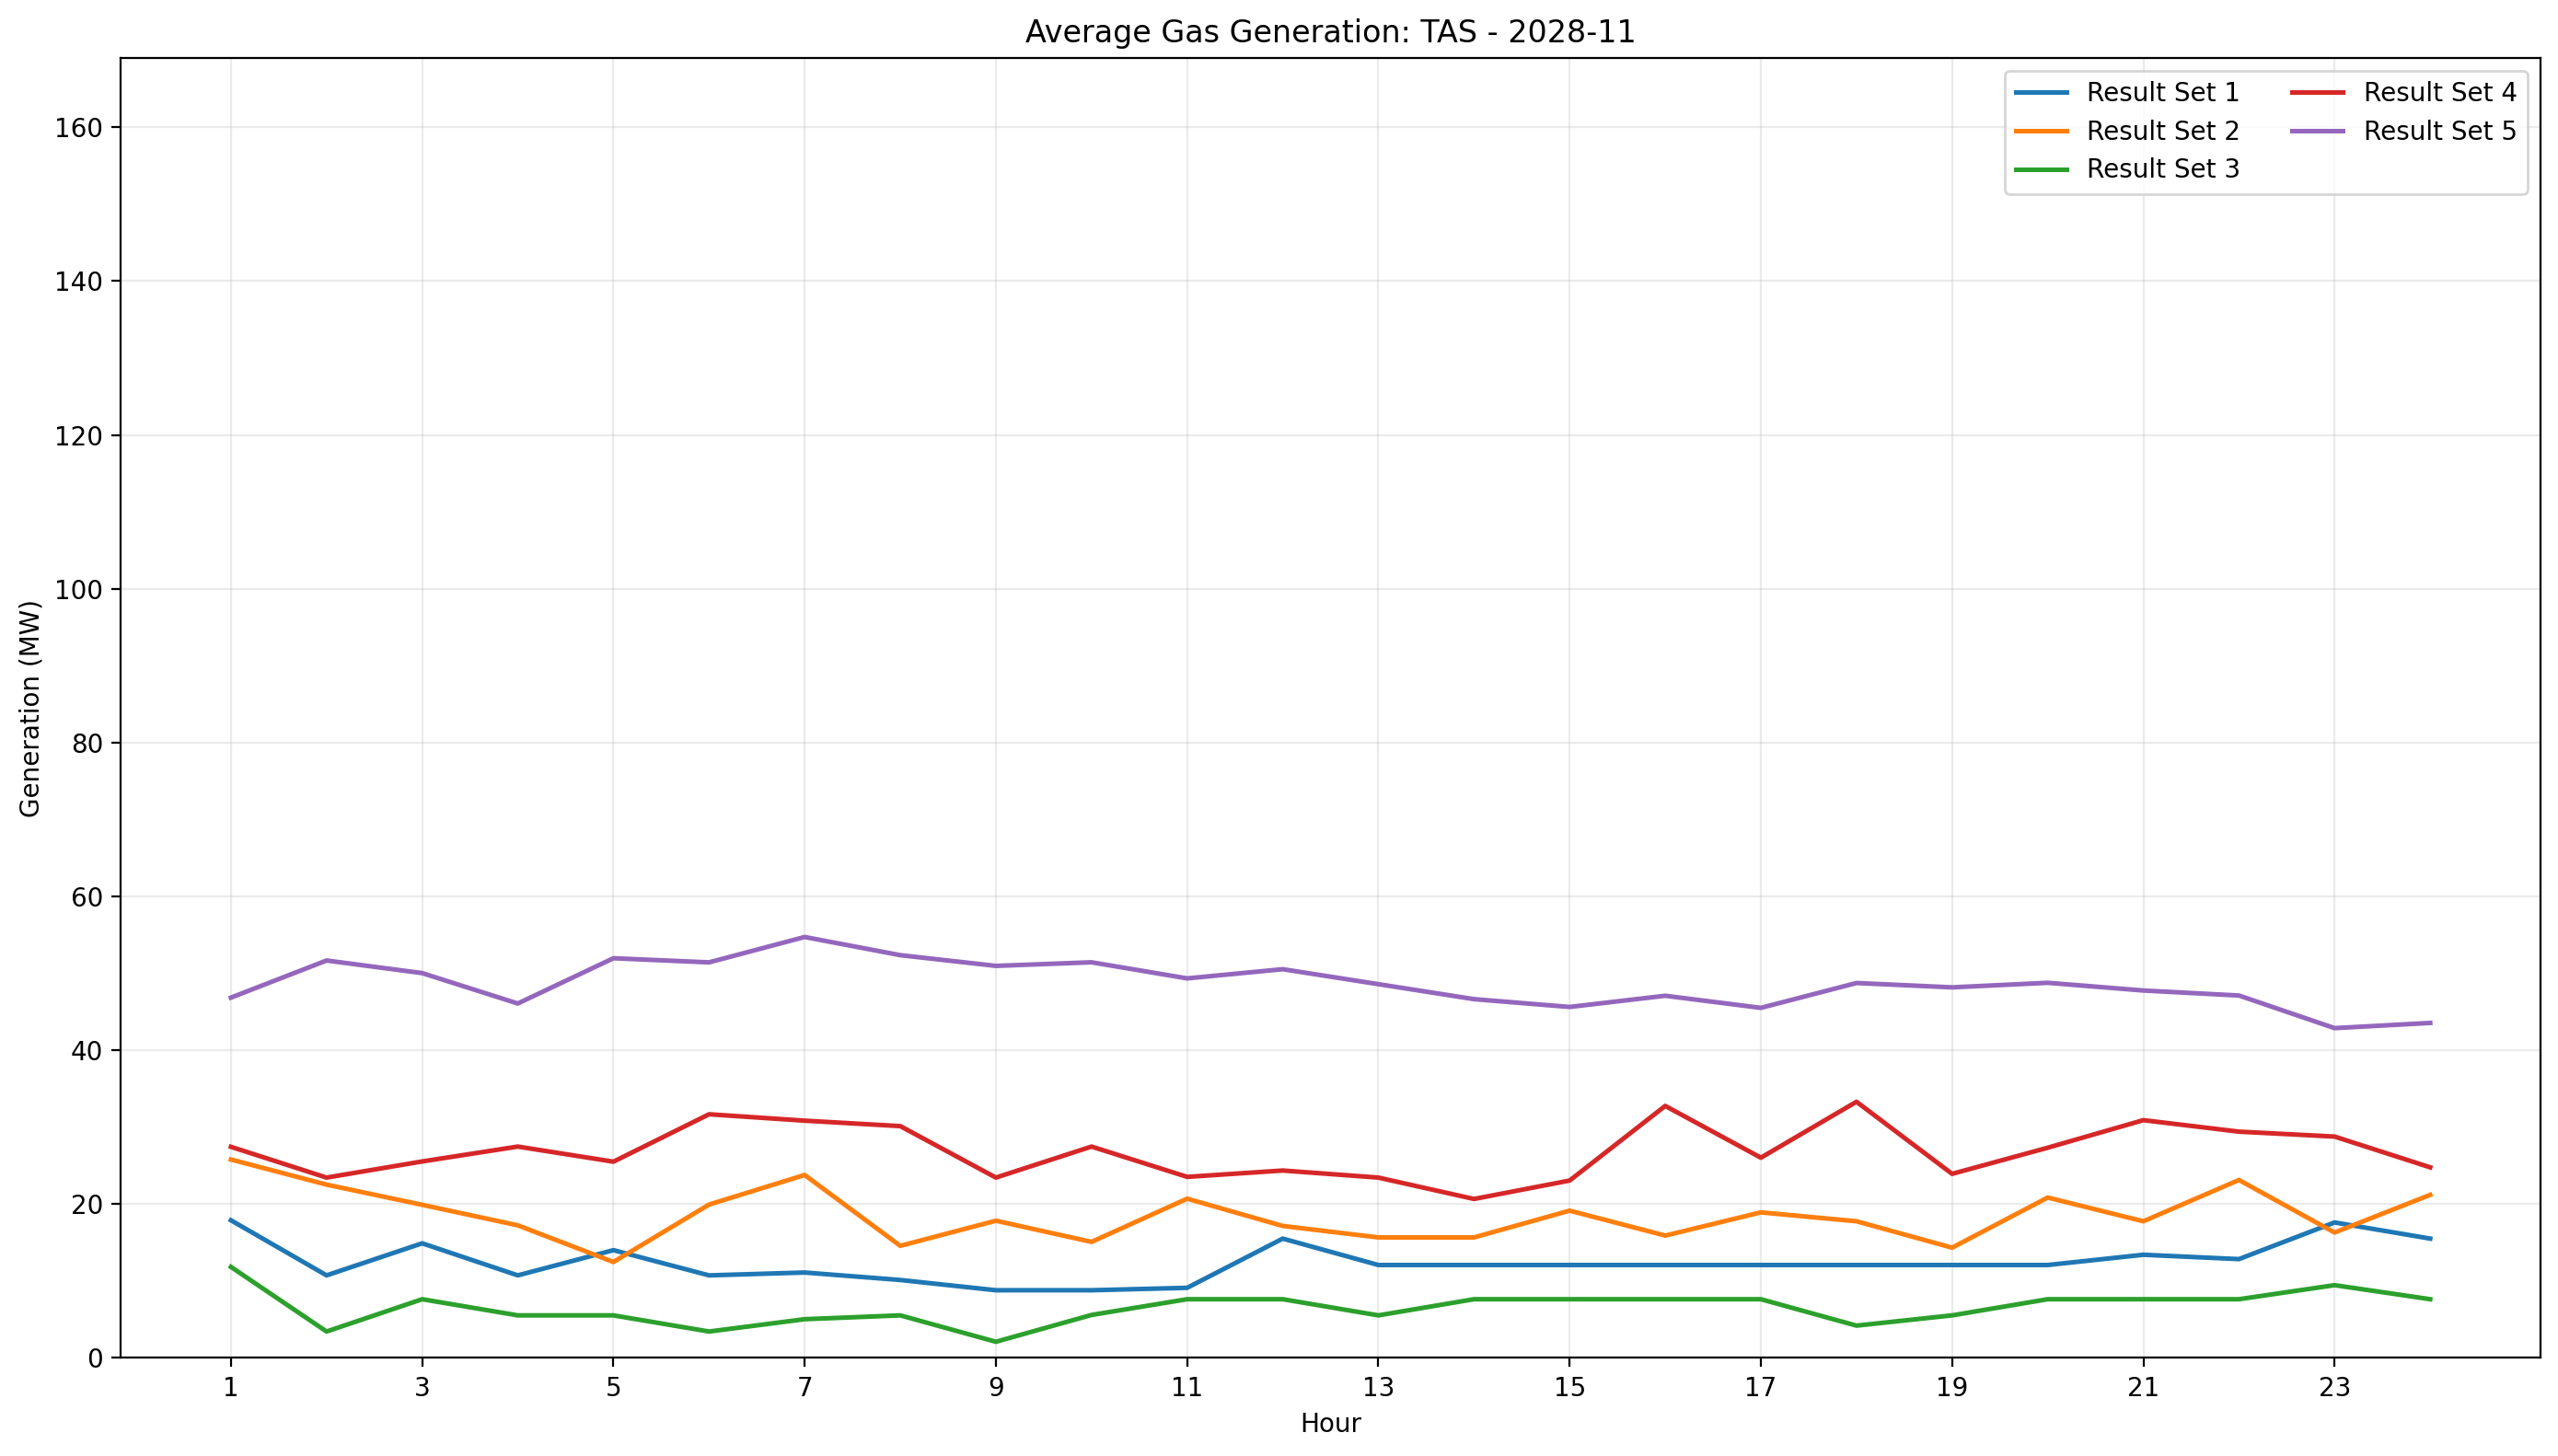 Average Gas Generation: TAS - 2028-11
Generation (MW)
160
140
120
100
80
60
40
20
0
Result Set 1
Result Set 2
Result Set 3
Result Set 4
Result Set 5
1 3 5 7 9 11 13 15 17 19 21 23
Hour